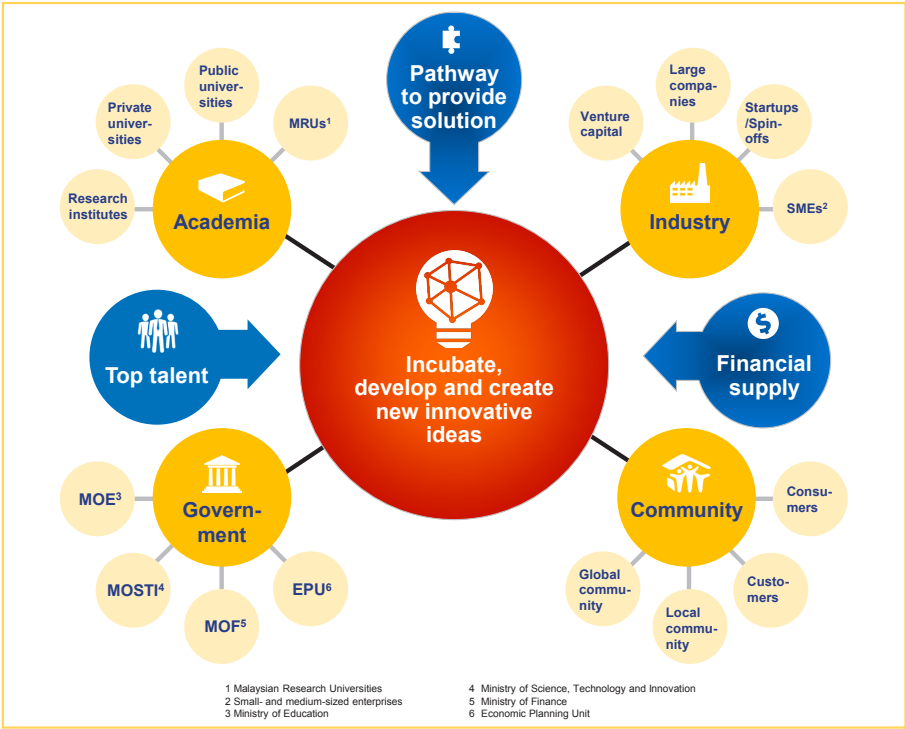 Pathway
to provide
solution
Public
univer-
sities
Private
univer-
sities
MRUs¹
Research
institutes
Academia
Large
compa-
nies
Venture
capital
Startups
/Spin-
offs
SMEs²
Industry
Top talent
Incubate,
develop and create
new innovative
ideas
Financial
supply
Govern-
ment
MOE³
MOSTI⁴
MOF⁵
EPU⁶
Community
Consu-
mers
Global
commu-
nity
Local
commu-
nity
Custo-
mers
1 Malaysian Research Universities
2 Small- and medium-sized enterprises
3 Ministry of Education
4 Ministry of Science, Technology and Innovation
5 Ministry of Finance
6 Economic Planning Unit